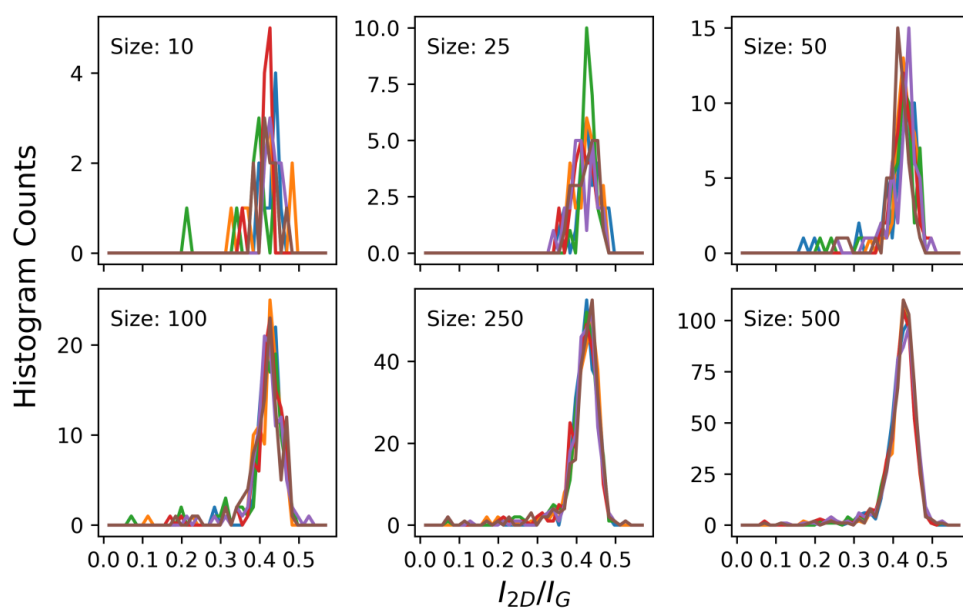 Size: 10
Size: 25
Size: 50
4
2
0
10.0
7.5
5.0
2.5
0.0
15
10
5
0
Histogram Counts
Size: 100
Size: 250
Size: 500
20
10
0
40
20
0
100
75
50
25
0
0.0 0.1 0.2 0.3 0.4 0.5
0.0 0.1 0.2 0.3 0.4 0.5
0.0 0.1 0.2 0.3 0.4 0.5
I2D/IG